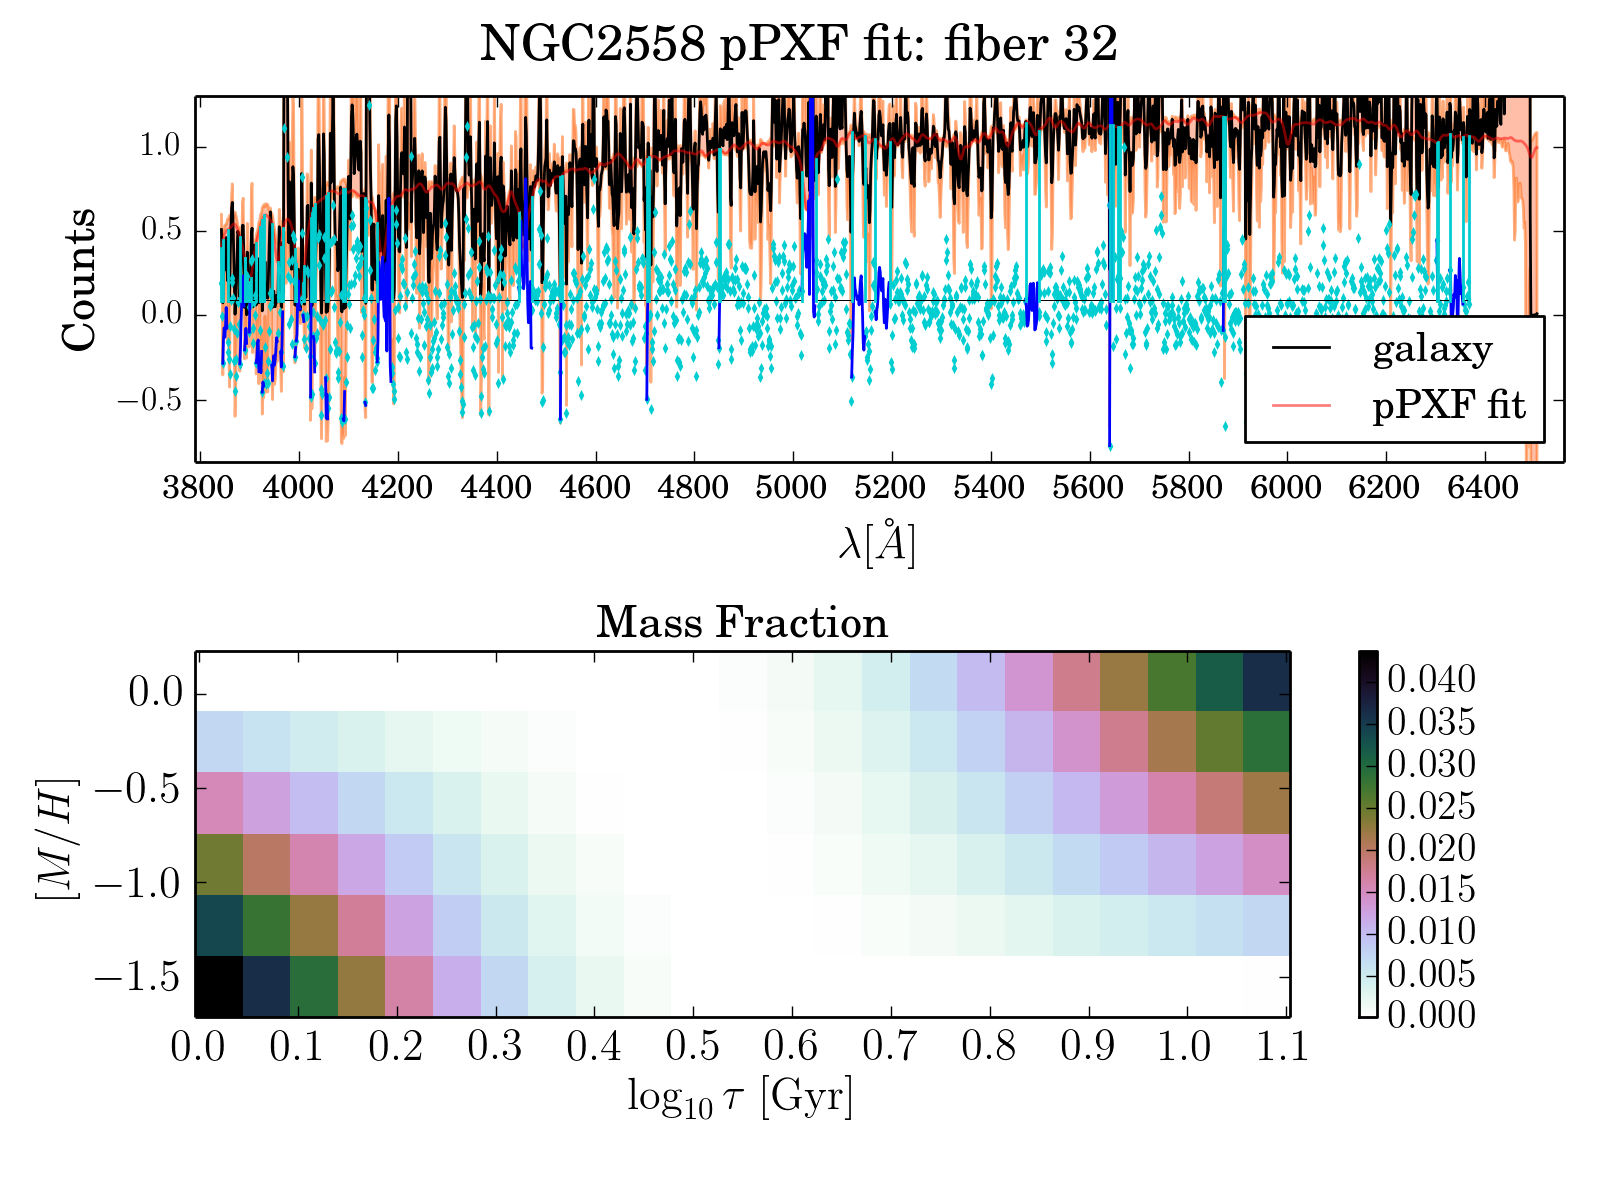 NGC2558 pPXF fit: fiber 32
Counts
1.0
0.5
0.0
−0.5
galaxy
pPXF fit
3800 4000 4200 4400 4600 4800 5000 5200 5400 5600 5800 6000 6200 6400
λ[Å]
Mass Fraction
[M/H]
0.0
−0.5
−1.0
−1.5
0.0 0.1 0.2 0.3 0.4 0.5 0.6 0.7 0.8 0.9 1.0 1.1
log₁₀ τ [Gyr]
0.040
0.035
0.030
0.025
0.020
0.015
0.010
0.005
0.000